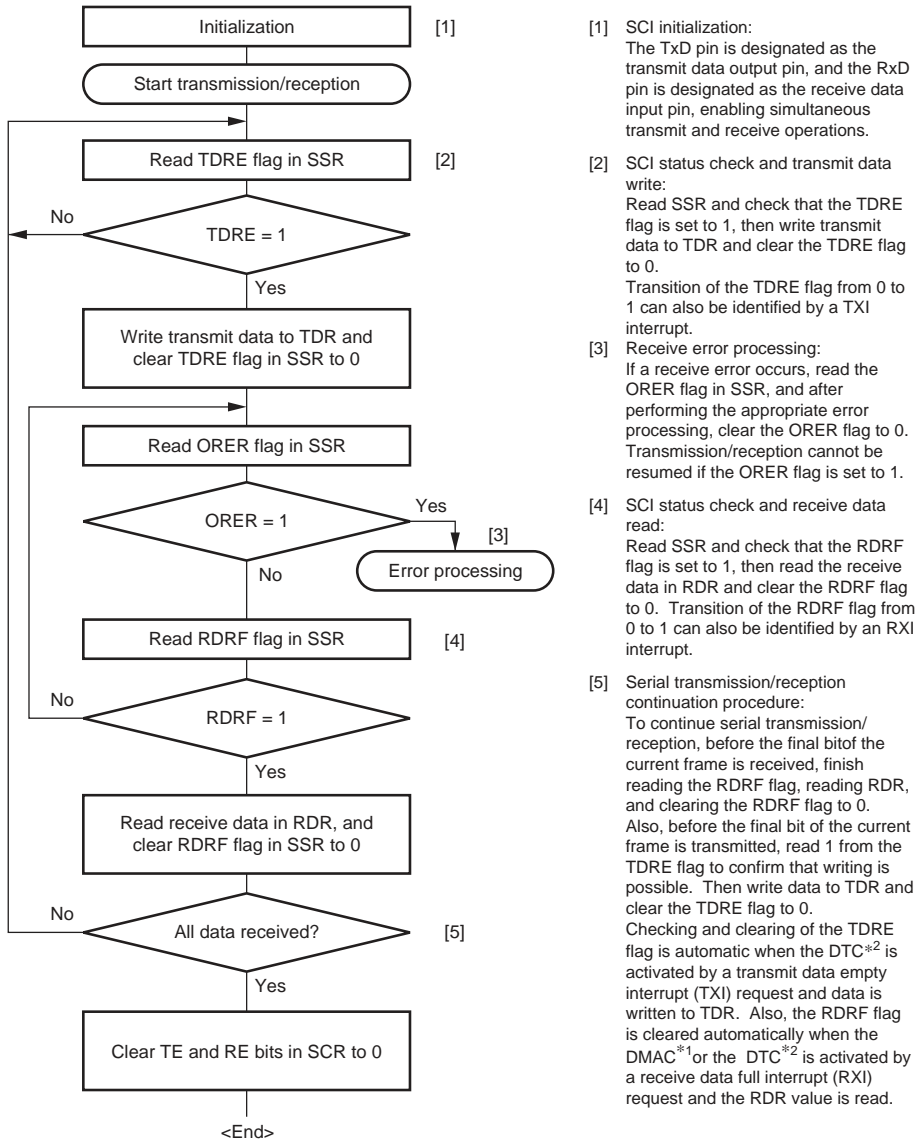 Initialization
[1]
Start transmission/reception
Read TDRE flag in SSR
[2]
No
TDRE = 1
Yes
Write transmit data to TDR and
clear TDRE flag in SSR to 0
Read ORER flag in SSR
ORER = 1
Yes
[3]
Error processing
No
Read RDRF flag in SSR
[4]
No
RDRF = 1
Yes
Read receive data in RDR, and
clear RDRF flag in SSR to 0
No
All data received?
[5]
Yes
Clear TE and RE bits in SCR to 0
<End>
[1] SCI initialization:
The TxD pin is designated as the
transmit data output pin, and the RxD
pin is designated as the receive data
input pin, enabling simultaneous
transmit and receive operations.
[2] SCI status check and transmit data
write:
Read SSR and check that the TDRE
flag is set to 1, then write transmit
data to TDR and clear the TDRE flag
to 0.
Transition of the TDRE flag from 0 to
1 can also be identified by a TXI
interrupt.
[3] Receive error processing:
If a receive error occurs, read the
ORER flag in SSR, and after
performing the appropriate error
processing, clear the ORER flag to 0.
Transmission/reception cannot be
resumed if the ORER flag is set to 1.
[4] SCI status check and receive data
read:
Read SSR and check that the RDRF
flag is set to 1, then read the receive
data in RDR and clear the RDRF flag
to 0. Transition of the RDRF flag from
0 to 1 can also be identified by an RXI
interrupt.
[5] Serial transmission/reception
continuation procedure:
To continue serial transmission/
reception, before the final bitof the
current frame is received, finish
reading the RDRF flag, reading RDR,
and clearing the RDRF flag to 0.
Also, before the final bit of the current
frame is transmitted, read 1 from the
TDRE flag to confirm that writing is
possible. Then write data to TDR and
clear the TDRE flag to 0.
Checking and clearing of the TDRE
flag is automatic when the DTC*2 is
activated by a transmit data empty
interrupt (TXI) request and data is
written to TDR. Also, the RDRF flag
is cleared automatically when the
DMAC*1or the DTC*2 is activated by
a receive data full interrupt (RXI)
request and the RDR value is read.